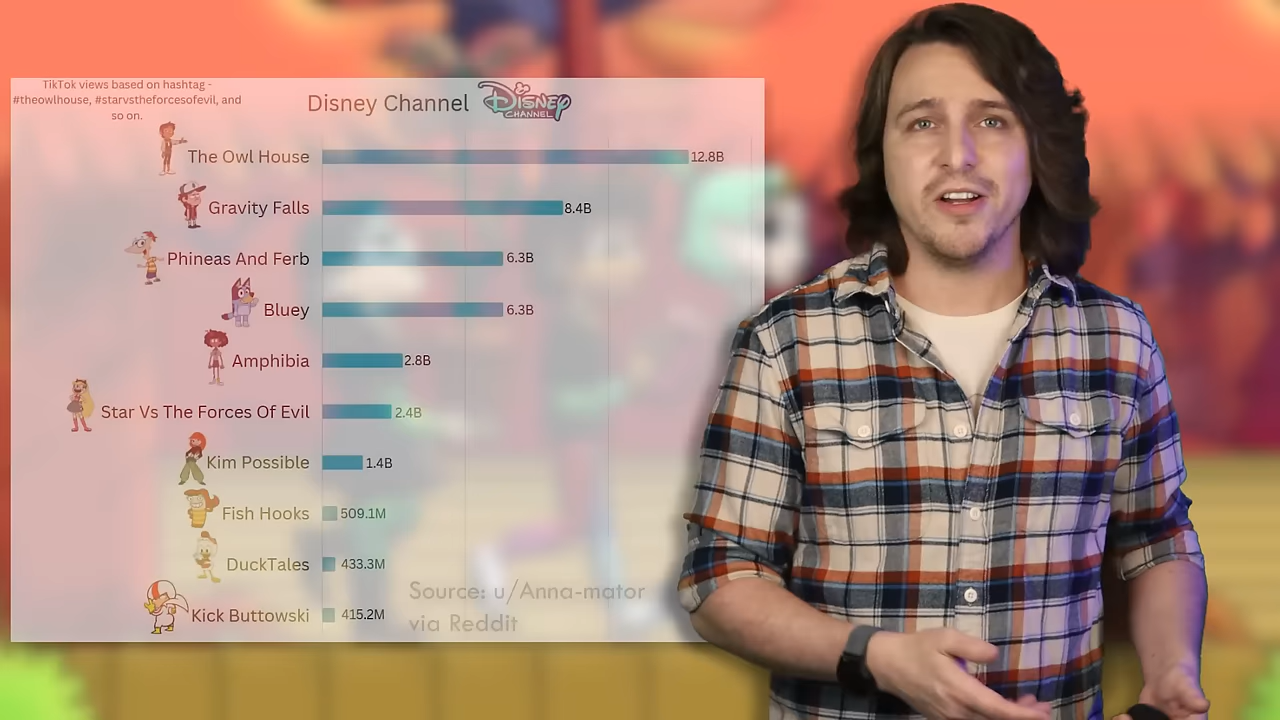 TikTok views based on hashtag -
#theowlhouse, #starvstheforcesofevil, and
so on.
Disney Channel DISNEY CHANNEL
The Owl House 12.8B
Gravity Falls 8.4B
Phineas And Ferb 6.3B
Bluey 6.3B
Amphibia 2.8B
Star Vs The Forces Of Evil 2.4B
Kim Possible 1.4B
Fish Hooks 509.1M
DuckTales 433.3M
Kick Buttowski 415.2M
Source: u/Anna-mator
via Reddit